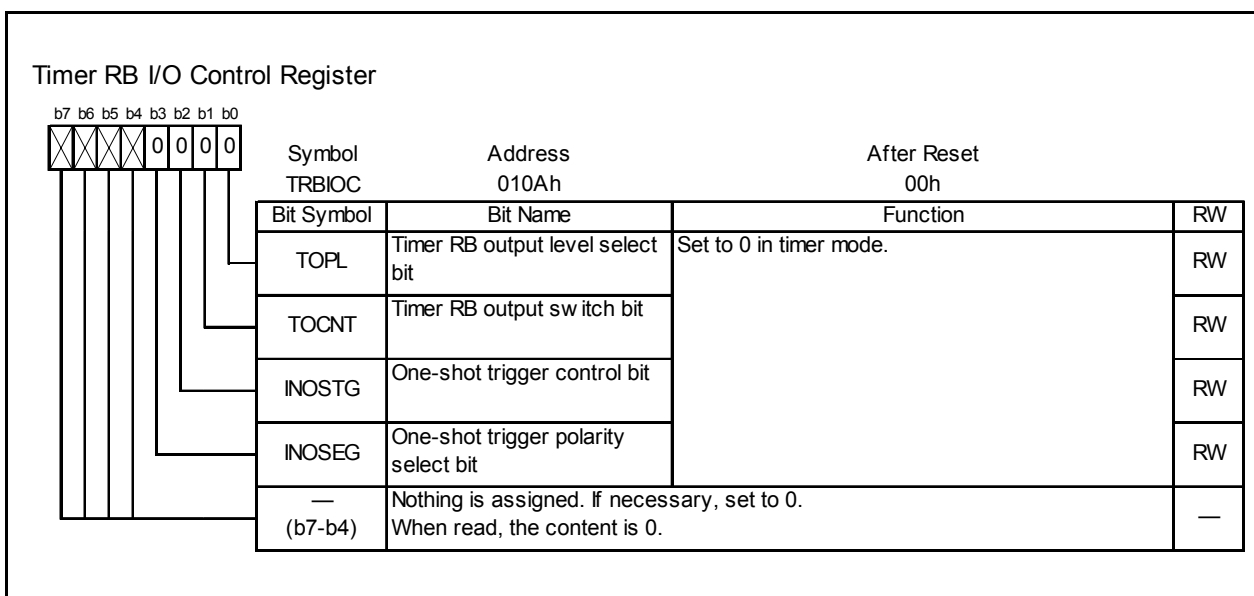 Timer RB I/O Control Register
b7 b6 b5 b4 b3 b2 b1 b0
0 0 0 0
Symbol Address After Reset
TRBIOC 010Ah 00h
Bit Symbol Bit Name Function RW
TOPL Timer RB output level select bit Set to 0 in timer mode. RW
TOCNT Timer RB output switch bit RW
INOSTG One-shot trigger control bit RW
INOSEG One-shot trigger polarity select bit RW
— (b7-b4) Nothing is assigned. If necessary, set to 0. —
When read, the content is 0.